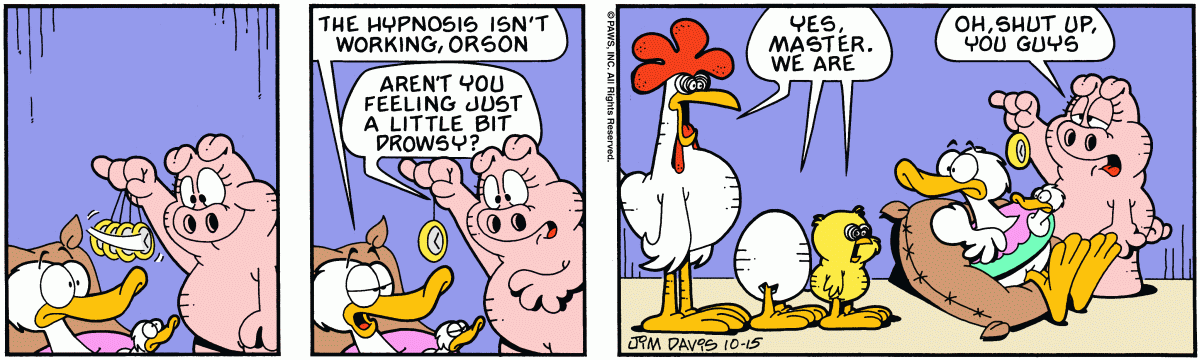 THE HYPNOSIS ISN'T
WORKING, ORSON
AREN'T YOU
FEELING JUST
A LITTLE BIT
DROWSY?
© PAWS, INC. All Rights Reserved.
YES,
MASTER.
WE ARE
OH, SHUT UP,
YOU GUYS
JIM DAVIS 10-15